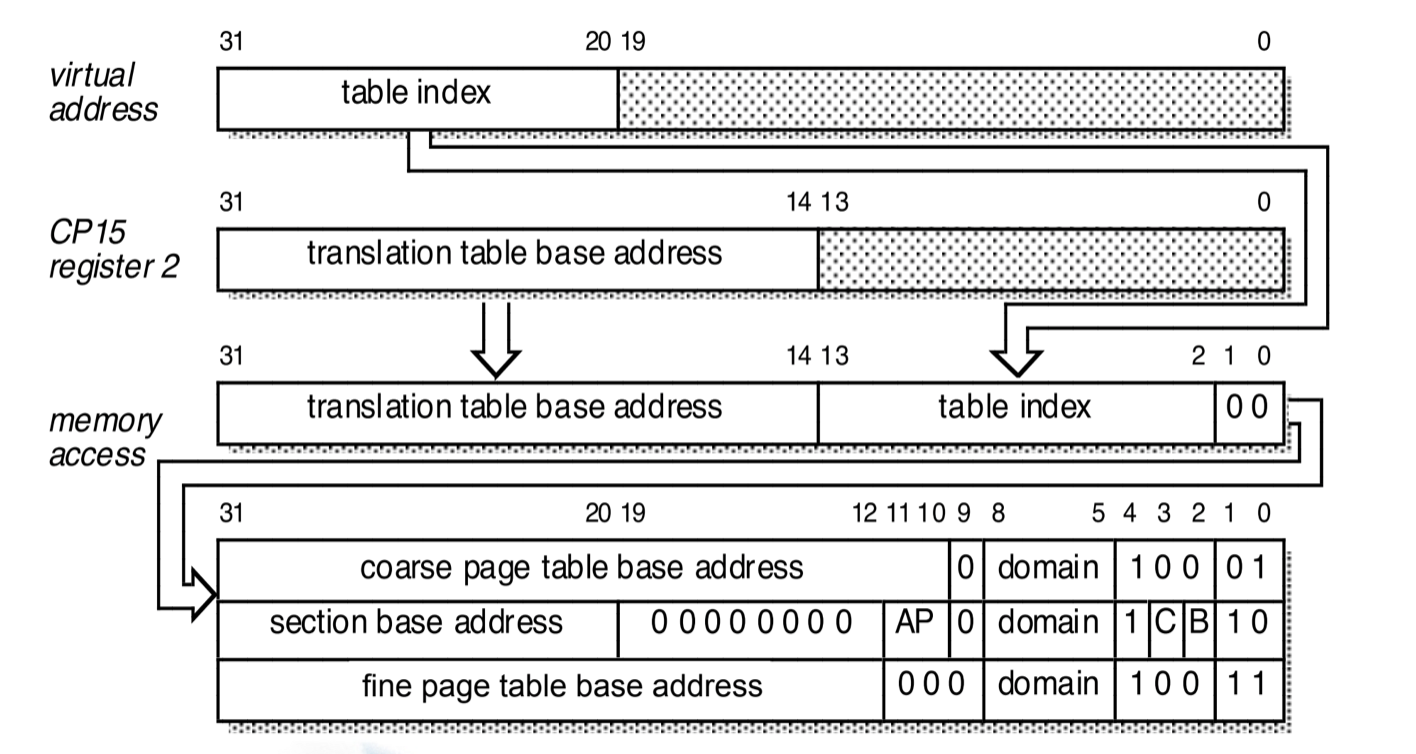 31 20 19 0
virtual address table index
31 14 13 0
CP15 register 2 translation table base address
31 14 13 2 1 0
memory access translation table base address table index 0 0
31 20 19 12 11 10 9 8 5 4 3 2 1 0
coarse page table base address 0 domain 1 0 0 0 1
section base address 0 0 0 0 0 0 0 0 AP 0 domain 1 C B 1 0
fine page table base address 0 0 0 domain 1 0 0 1 1